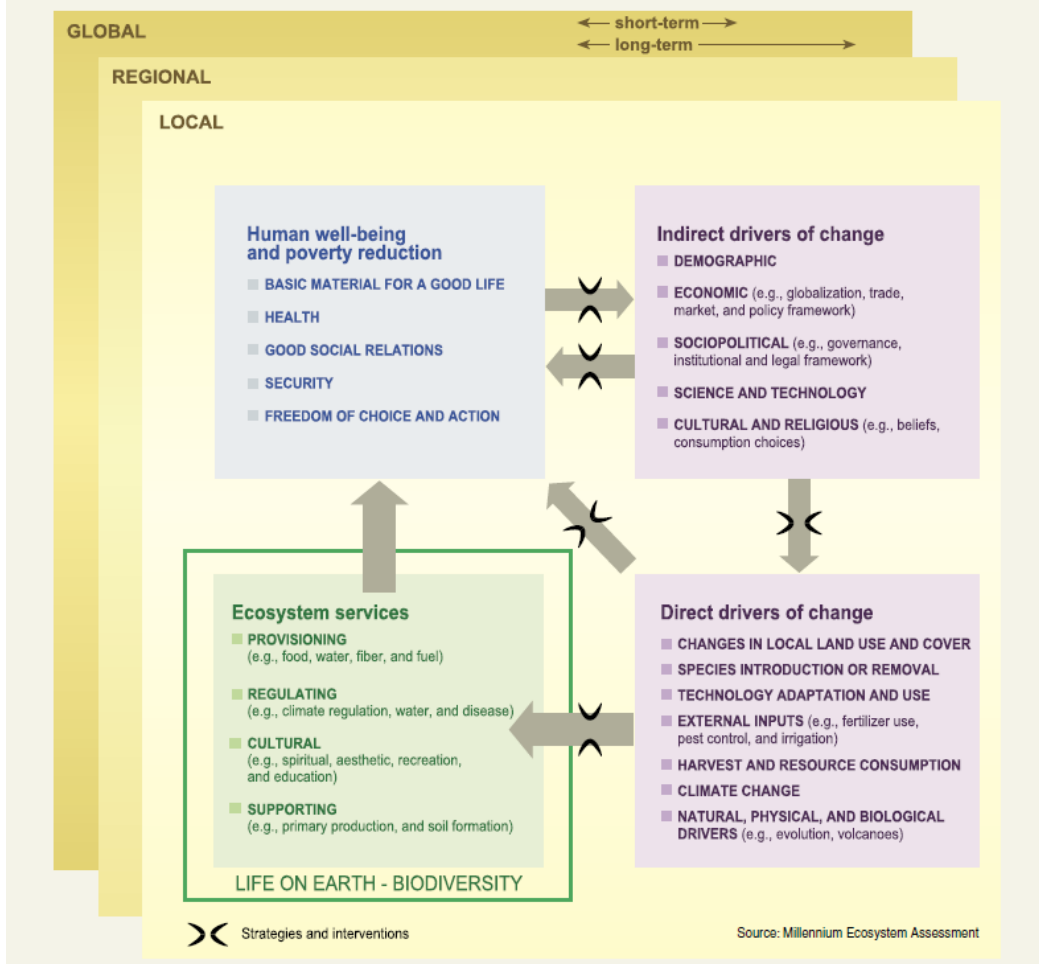 GLOBAL
short-term
long-term
REGIONAL
LOCAL
Human well-being
and poverty reduction
BASIC MATERIAL FOR A GOOD LIFE
HEALTH
GOOD SOCIAL RELATIONS
SECURITY
FREEDOM OF CHOICE AND ACTION
Indirect drivers of change
DEMOGRAPHIC
ECONOMIC (e.g., globalization, trade,
market, and policy framework)
SOCIOPOLITICAL (e.g., governance,
institutional and legal framework)
SCIENCE AND TECHNOLOGY
CULTURAL AND RELIGIOUS (e.g., beliefs,
consumption choices)
Ecosystem services
PROVISIONING
(e.g., food, water, fiber, and fuel)
REGULATING
(e.g., climate regulation, water, and disease)
CULTURAL
(e.g., spiritual, aesthetic, recreation,
and education)
SUPPORTING
(e.g., primary production, and soil formation)
LIFE ON EARTH - BIODIVERSITY
Direct drivers of change
CHANGES IN LOCAL LAND USE AND COVER
SPECIES INTRODUCTION OR REMOVAL
TECHNOLOGY ADAPTATION AND USE
EXTERNAL INPUTS (e.g., fertilizer use,
pest control, and irrigation)
HARVEST AND RESOURCE CONSUMPTION
CLIMATE CHANGE
NATURAL, PHYSICAL, AND BIOLOGICAL
DRIVERS (e.g., evolution, volcanoes)
Strategies and interventions
Source: Millennium Ecosystem Assessment